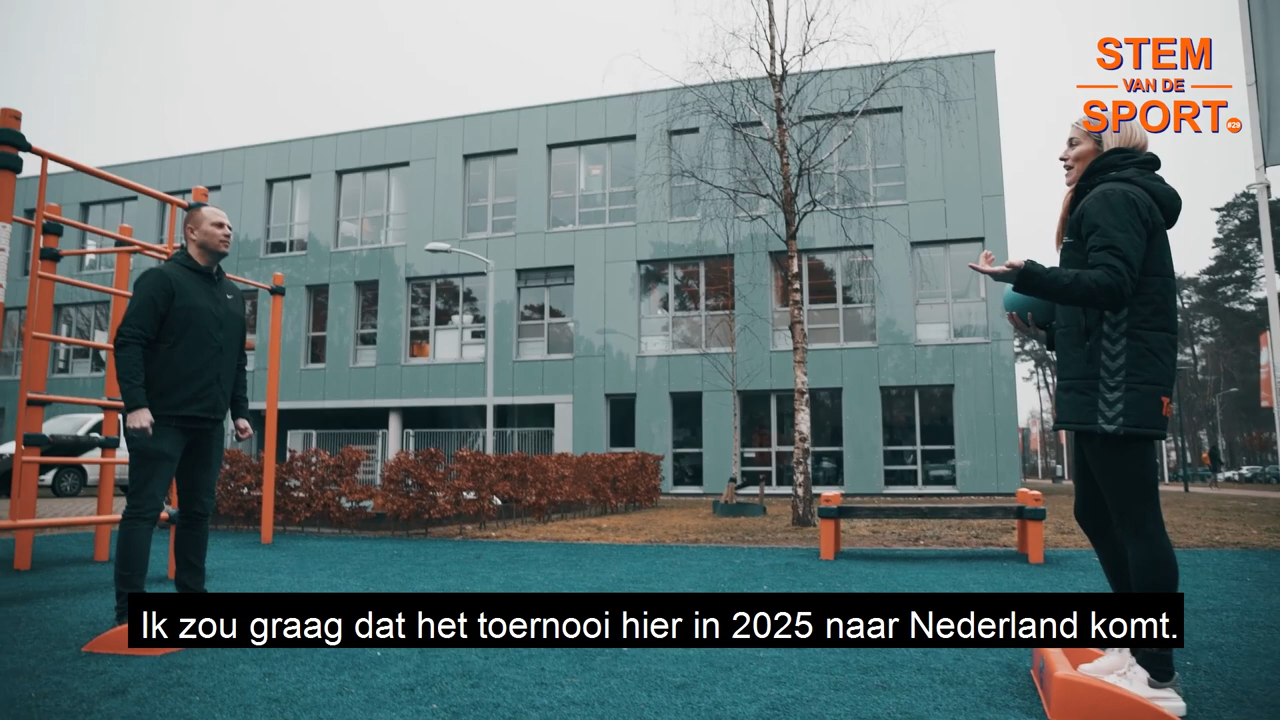 STEM
VAN DE
SPORT.
#29
Ik zou graag dat het toernooi hier in 2025 naar Nederland komt.